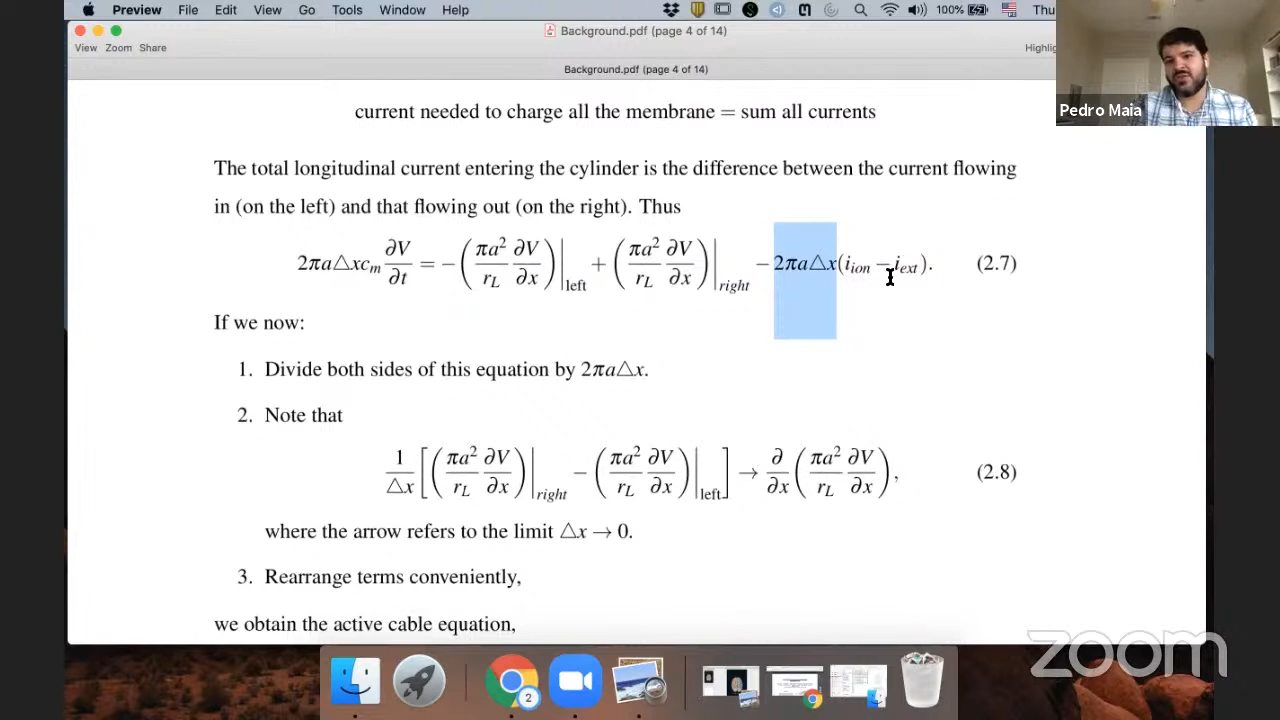 Preview File Edit View Go Tools Window Help 100% Thu
Background.pdf (page 4 of 14)
View Zoom Share Highlig
Background.pdf (page 4 of 14)
Pedro Maia
current needed to charge all the membrane = sum all currents
The total longitudinal current entering the cylinder is the difference between the current flowing
in (on the left) and that flowing out (on the right). Thus
2πa△xc_m ∂V/∂t = −(πa²/r_L ∂V/∂x)|_left + (πa²/r_L ∂V/∂x)|_right − 2πa△x(i_ion − i_ext). (2.7)
If we now:
1. Divide both sides of this equation by 2πa△x.
2. Note that
1/△x [(πa²/r_L ∂V/∂x)|_right − (πa²/r_L ∂V/∂x)|_left] → ∂/∂x (πa²/r_L ∂V/∂x), (2.8)
where the arrow refers to the limit △x → 0.
3. Rearrange terms conveniently,
we obtain the active cable equation,
zoom
2